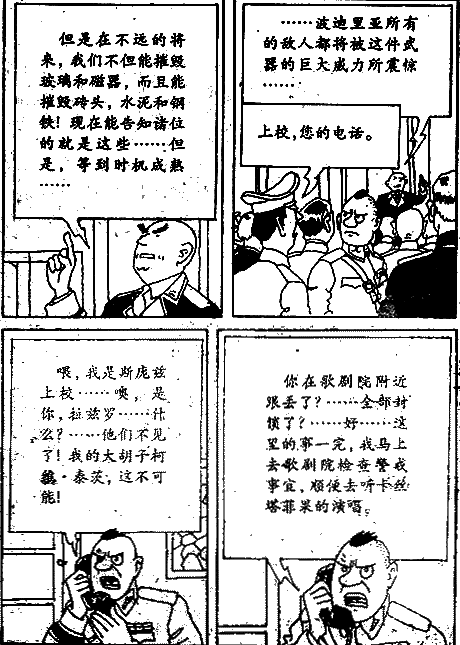 但是在不远的将
来，我们不但能摧毁
玻璃和磁器，而且能
摧毁砖头，水泥和钢
铁！现在能告知诸位
的就是这些……但
是，等到时机成熟
……
……波迪里亚所有
的敌人都将被这件武
器的巨大威力所震惊
……
上校，您的电话。
喂，我是斯庞兹
上校……噢，是
你，拉兹罗……什
么？……他们不见
了！我的大胡子柯
·泰茨，这不可
能！
你在歌剧院附近
跟丢了？……全部封
锁了？……好……这
里的事一完，我马上
去歌剧院检查警戒
事宜，顺便去听卡丝
塔菲奥的演唱。